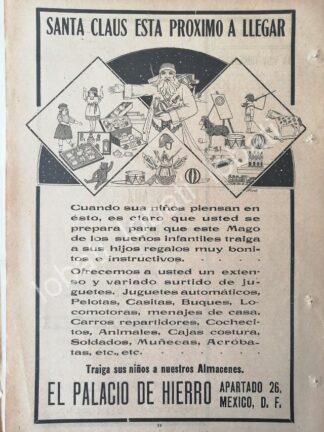 SANTA CLAUS ESTA PROXIMO A LLEGAR
Cuando sus niños piensan en
ésto, es claro que usted se
prepara para que este Mago
de los sueños infantiles traiga
a sus hijos regalos muy boni-
tos e instructivos. . . . . .
Ofrecemos a usted un exten-
so y variado surtido de ju-
guetes. Juguetes automáticos,
Pelotas, Casitas, Buques, Lo-
comotoras, menajes de casa,
Carros repartidores, Cocheci-
tos, Animales, Cajas costura,
Soldados, Muñecas, Acróba-
tas, etc., etc. . . . . . .
Traiga sus niños a nuestros Almacenes.
EL PALACIO DE HIERRO
APARTADO 26.
MEXICO, D. F.